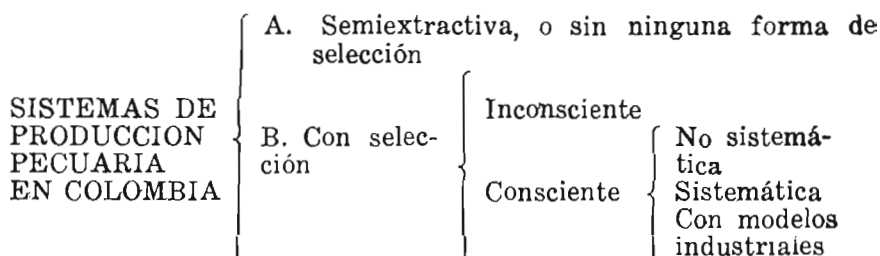 A. Semiextractiva, o sin ninguna forma de
selección
SISTEMAS DE
PRODUCCION
PECUARIA
EN COLOMBIA
B. Con selec-
ción
Inconsciente
Consciente
No sistemá-
tica
Sistemática
Con modelos
industriales